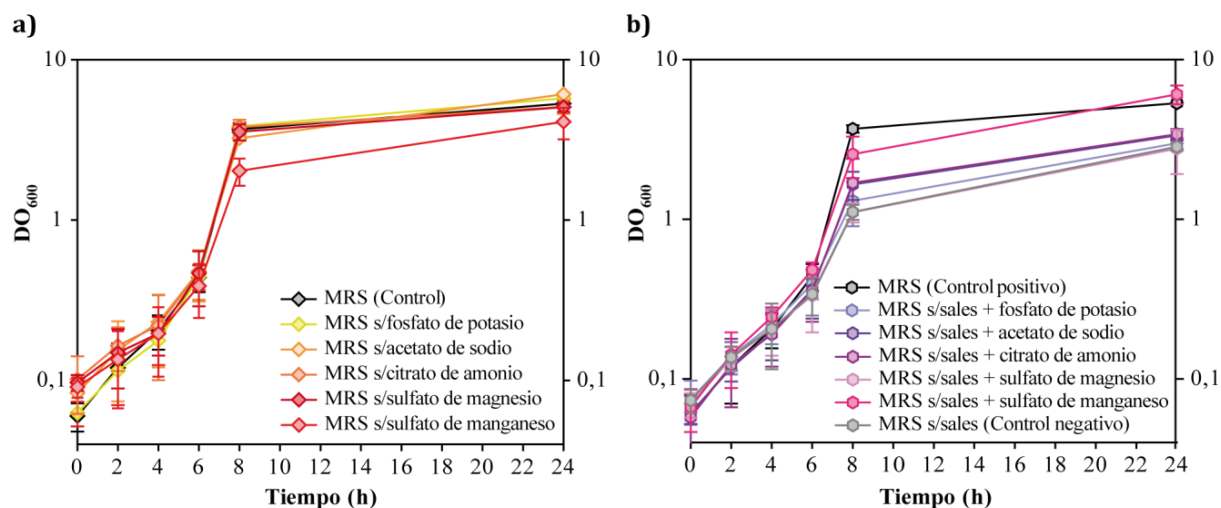 a)
10
10
1
1
0,1
0,1
DO600
MRS (Control)
MRS s/fosfato de potasio
MRS s/acetato de sodio
MRS s/citrato de amonio
MRS s/sulfato de magnesio
MRS s/sulfato de manganeso
0 2 4 6 8 10 12 14 16 18 20 22 24
Tiempo (h)
b)
10
10
1
1
0,1
0,1
DO600
MRS (Control positivo)
MRS s/sales + fosfato de potasio
MRS s/sales + acetato de sodio
MRS s/sales + citrato de amonio
MRS s/sales + sulfato de magnesio
MRS s/sales + sulfato de manganeso
MRS s/sales (Control negativo)
0 2 4 6 8 10 12 14 16 18 20 22 24
Tiempo (h)